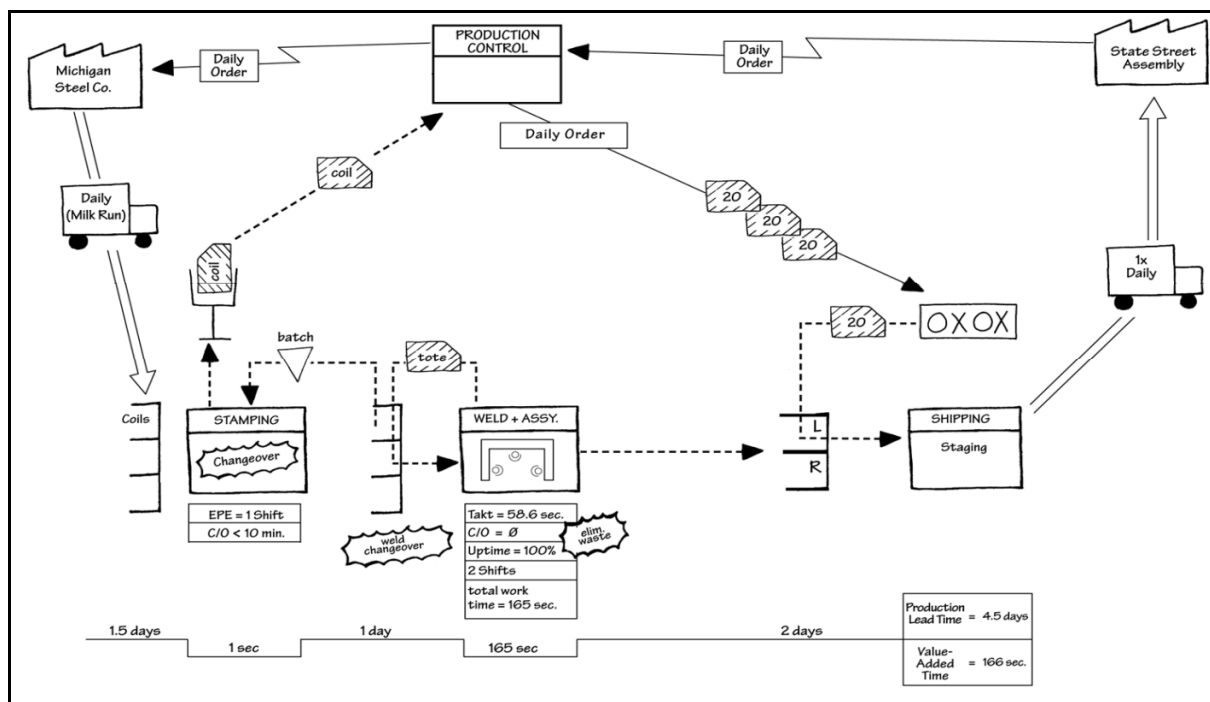 PRODUCTION
CONTROL
Michigan
Steel Co.
Daily
Order
Daily
Order
State Street
Assembly
Daily Order
coil
Daily
(Milk Run)
20
20
20
coil
1x
Daily
20
OXOX
batch
tote
Coils
STAMPING
Changeover
WELD + ASSY.
L
R
SHIPPING
Staging
EPE = 1 Shift
C/O < 10 min.
weld
changeover
Takt = 58.6 sec.
C/O = Ø
Uptime = 100%
2 Shifts
total work
time = 165 sec.
elim.
waste
1.5 days
1 sec
1 day
165 sec
2 days
Production
Lead Time = 4.5 days
Value-
Added = 166 sec.
Time